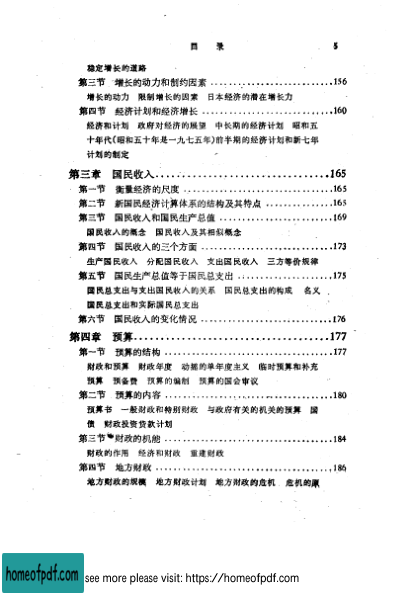 目 录 5
稳定增长的道路
第三节 增长的动力和制约因素 ........................156
增长的动力 限制增长的因素 日本经济的潜在增长力
第四节 经济计划和经济增长 ........................160
经济和计划 政府对经济的展望 中长期的经济计划 昭和五
十年代(昭和五十年是一九七五年)前半期的经济计划和新七年
计划的制定
第三章 国民收入........................165
第一节 衡量经济的尺度 ........................165
第二节 新国民经济计算体系的结构及其特点 ........................165
第三节 国民收入和国民生产总值 ........................169
国民收入的概念 国民收入及其相似概念
第四节 国民收入的三个方面 ........................173
生产国民收入 分配国民收入 支出国民收入 三方等价规律
第五节 国民生产总值等于国民总支出 ........................175
国民总支出与支出国民收入的关系 国民总支出的构成 名义
国民总支出和实际国民总支出
第六节 国民收入的变化情况 ........................176
第四章 预算........................177
第一节 预算的结构 ........................177
财政和预算 财政年度 动摇的单年度主义 临时预算和补充
预算 预备费 预算的编制 预算的国会审议
第二节 预算的内容 ........................180
预算书 一般财政和特别财政 与政府有关的机关的预算 国
债 财政投资贷款计划
第三节 财政的机能 ........................184
财政的作用 经济和财政 重建财政
第四节 地方财政 ........................186
地方财政的规模 地方财政计划 地方财政的危机 危机的原
homeofpdf.com
see more please visit: https://homeofpdf.com